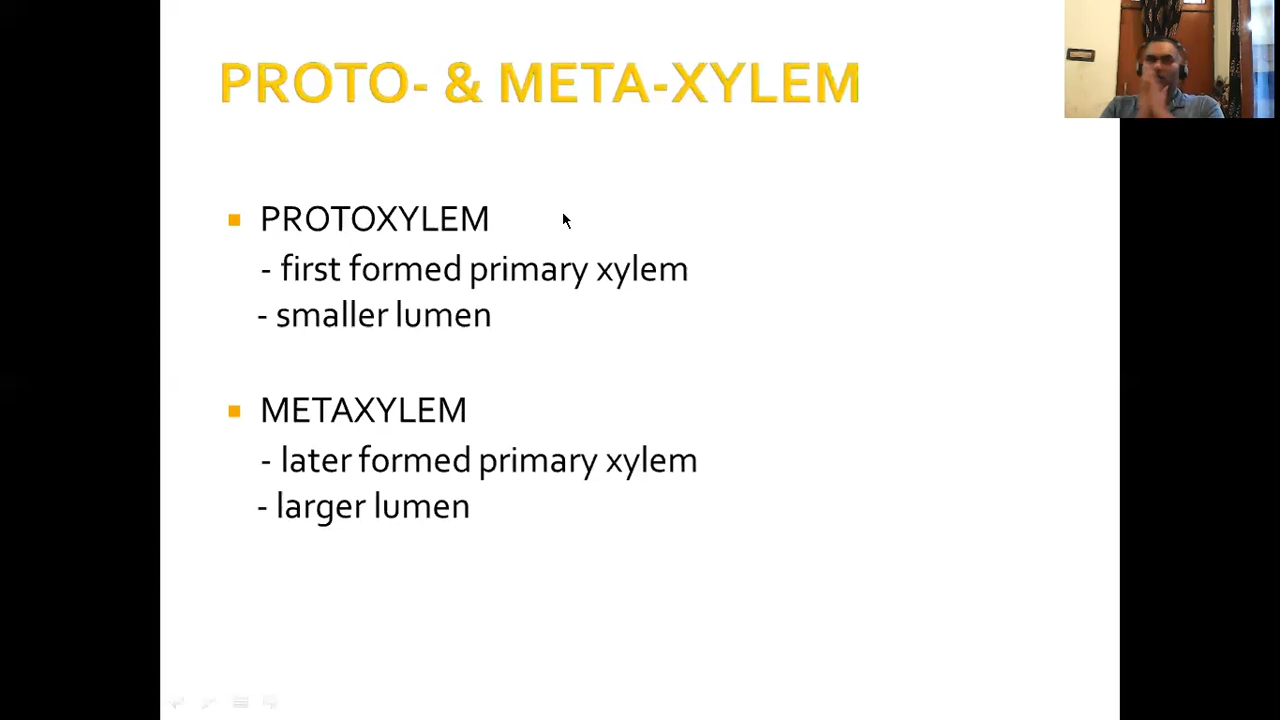 PROTO- & META-XYLEM
PROTOXYLEM
- first formed primary xylem
- smaller lumen
METAXYLEM
- later formed primary xylem
- larger lumen